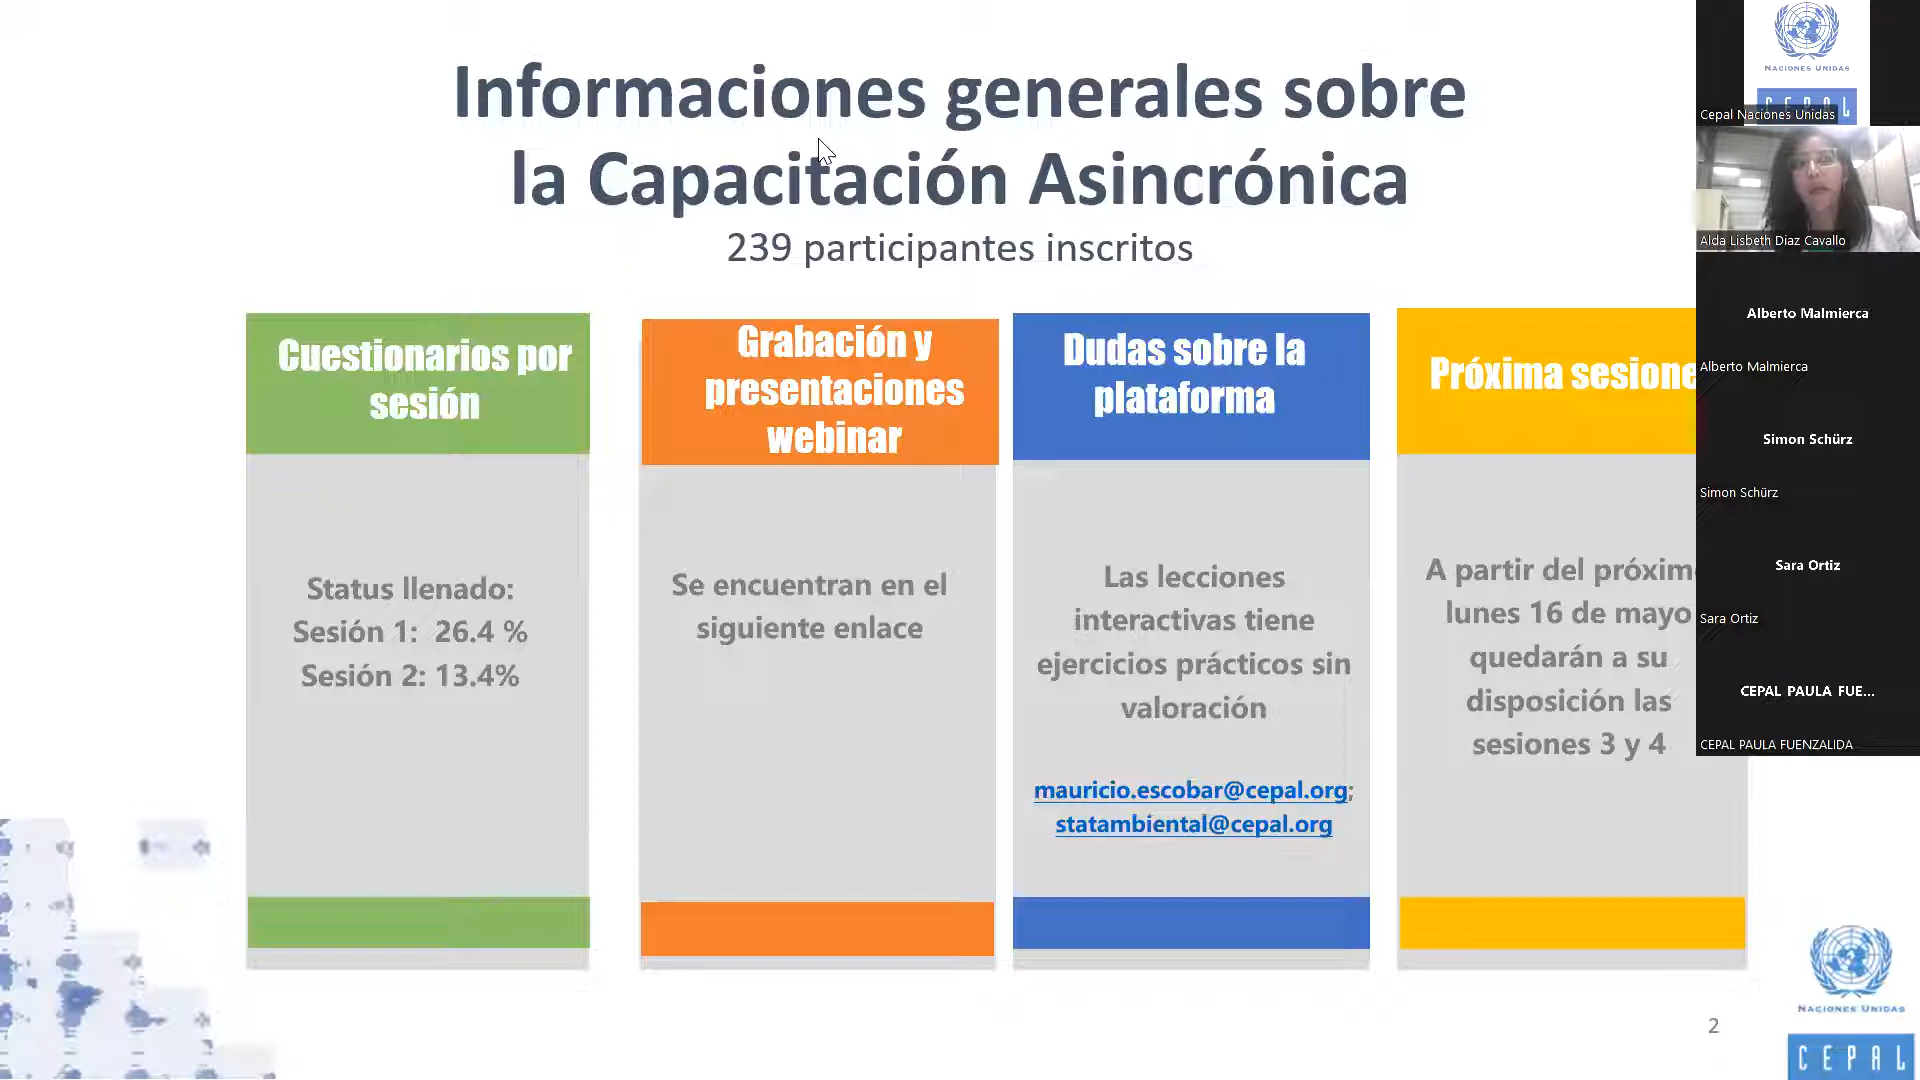 Informaciones generales sobre
la Capacitación Asincrónica
239 participantes inscritos
Cuestionarios por
sesión
Status llenado:
Sesión 1: 26.4 %
Sesión 2: 13.4%
Grabación y
presentaciones
webinar
Se encuentran en el
siguiente enlace
Dudas sobre la
plataforma
Las lecciones
interactivas tiene
ejercicios prácticos sin
valoración
mauricio.escobar@cepal.org;
statambiental@cepal.org
Próxima sesione
A partir del próxim
lunes 16 de mayo
quedarán a su
disposición las
sesiones 3 y 4
NACIONES UNIDAS
CEPAL
Cepal Naciones Unidas
Alda Lisbeth Diaz Cavallo
Alberto Malmierca
Alberto Malmierca
Simon Schürz
Simon Schürz
Sara Ortiz
Sara Ortiz
CEPAL PAULA FUE...
CEPAL PAULA FUENZALIDA
2
NACIONES UNIDAS
CEPAL